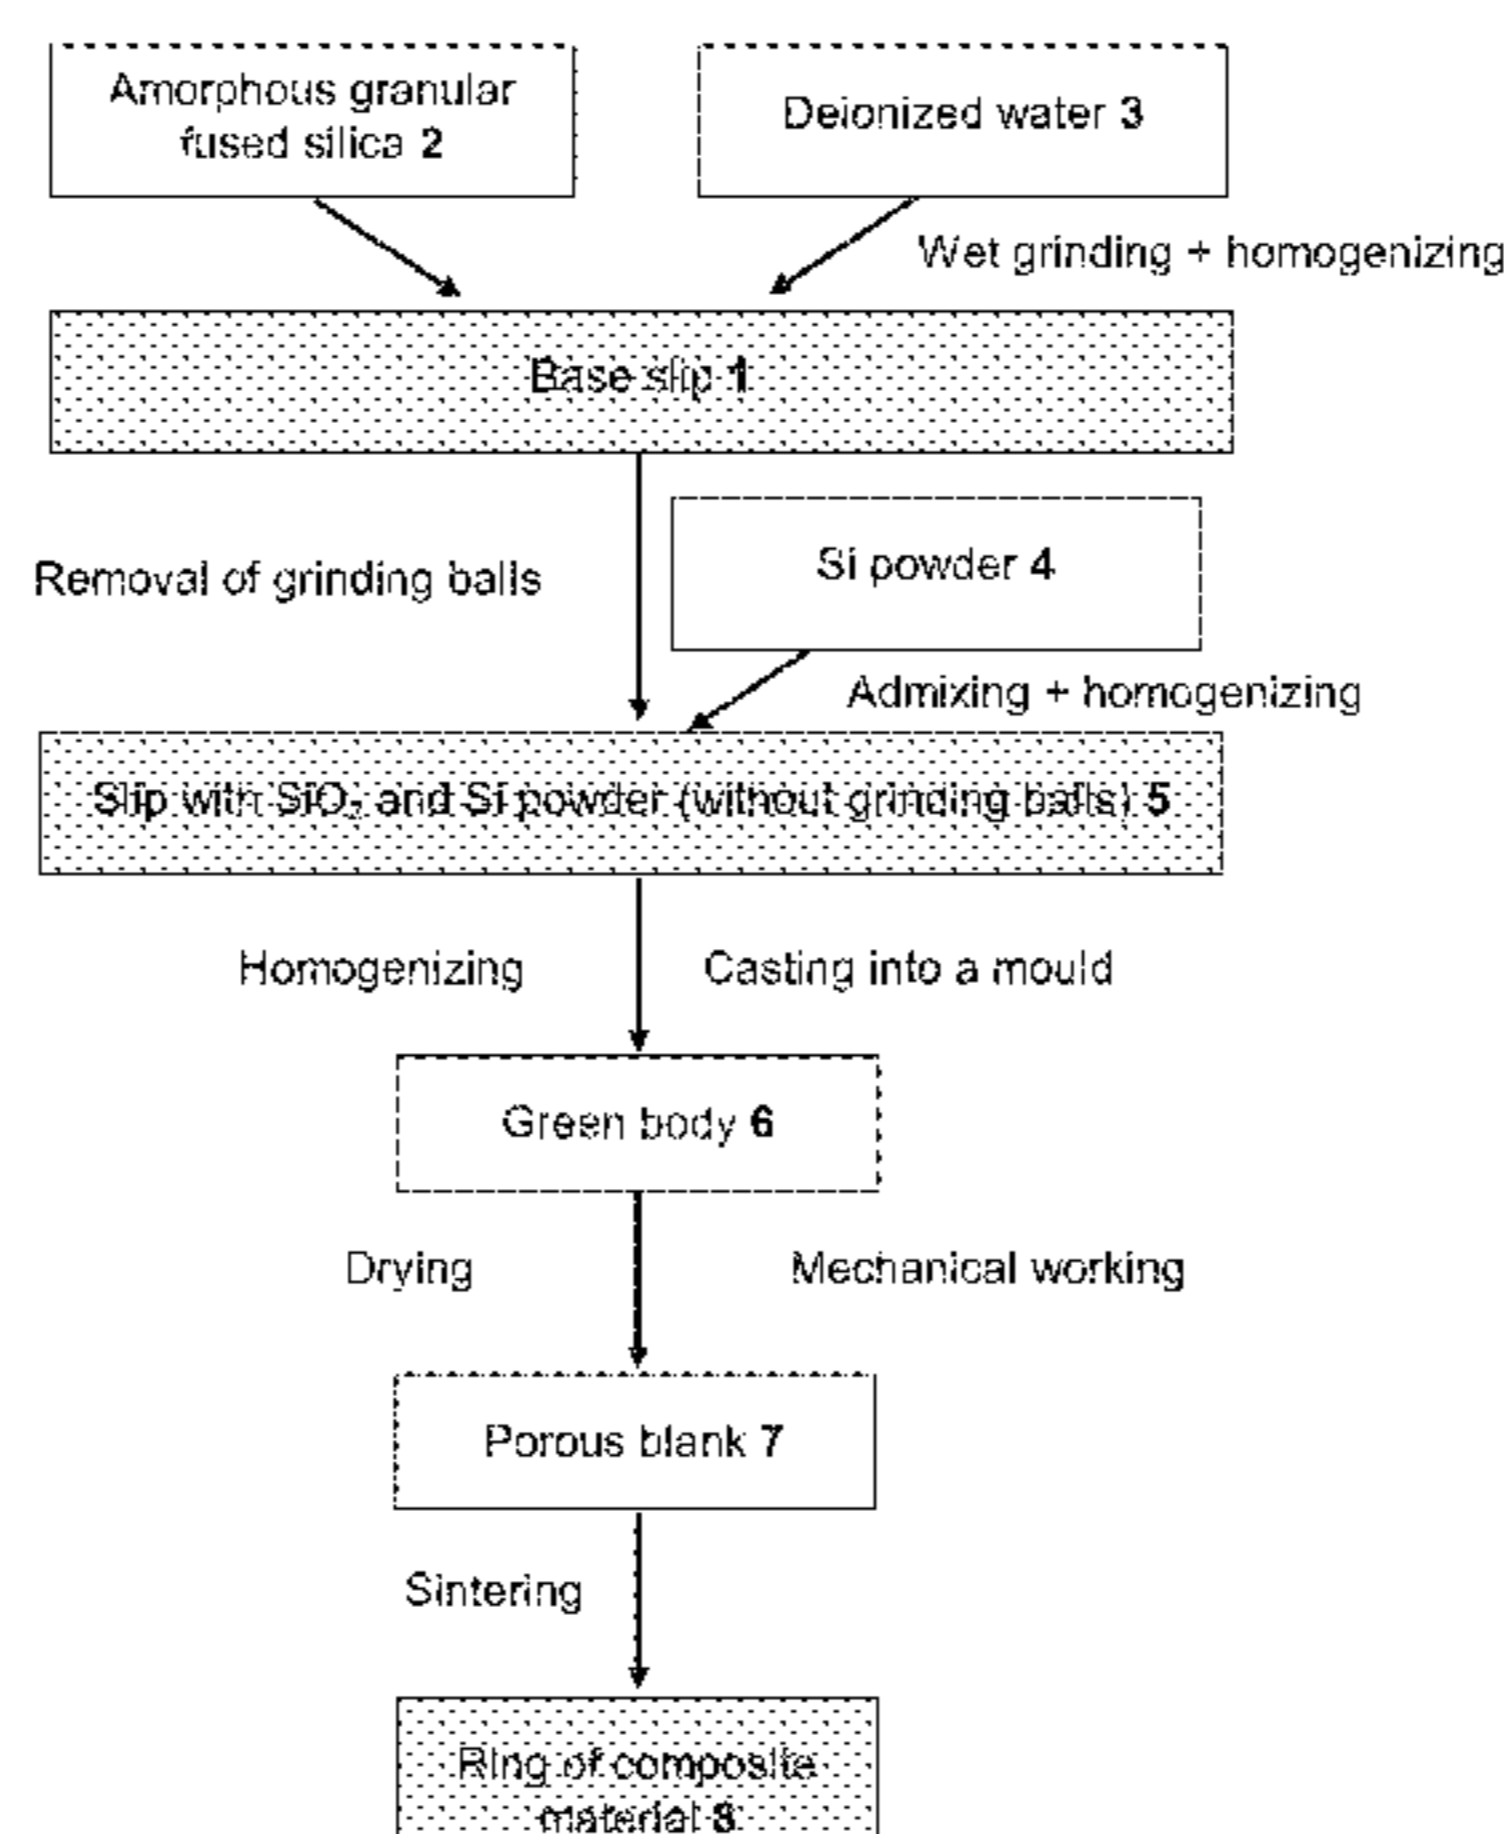 Amorphous granular
fused silica 2
Deionized water 3
Wet grinding + homogenizing
Base slip 1
Removal of grinding balls
Si powder 4
Admixing + homogenizing
Slip with SiO₂ and Si powder (without grinding balls) 5
Homogenizing
Casting into a mould
Green body 6
Drying
Mechanical working
Porous blank 7
Sintering
Ring of composite
material 8